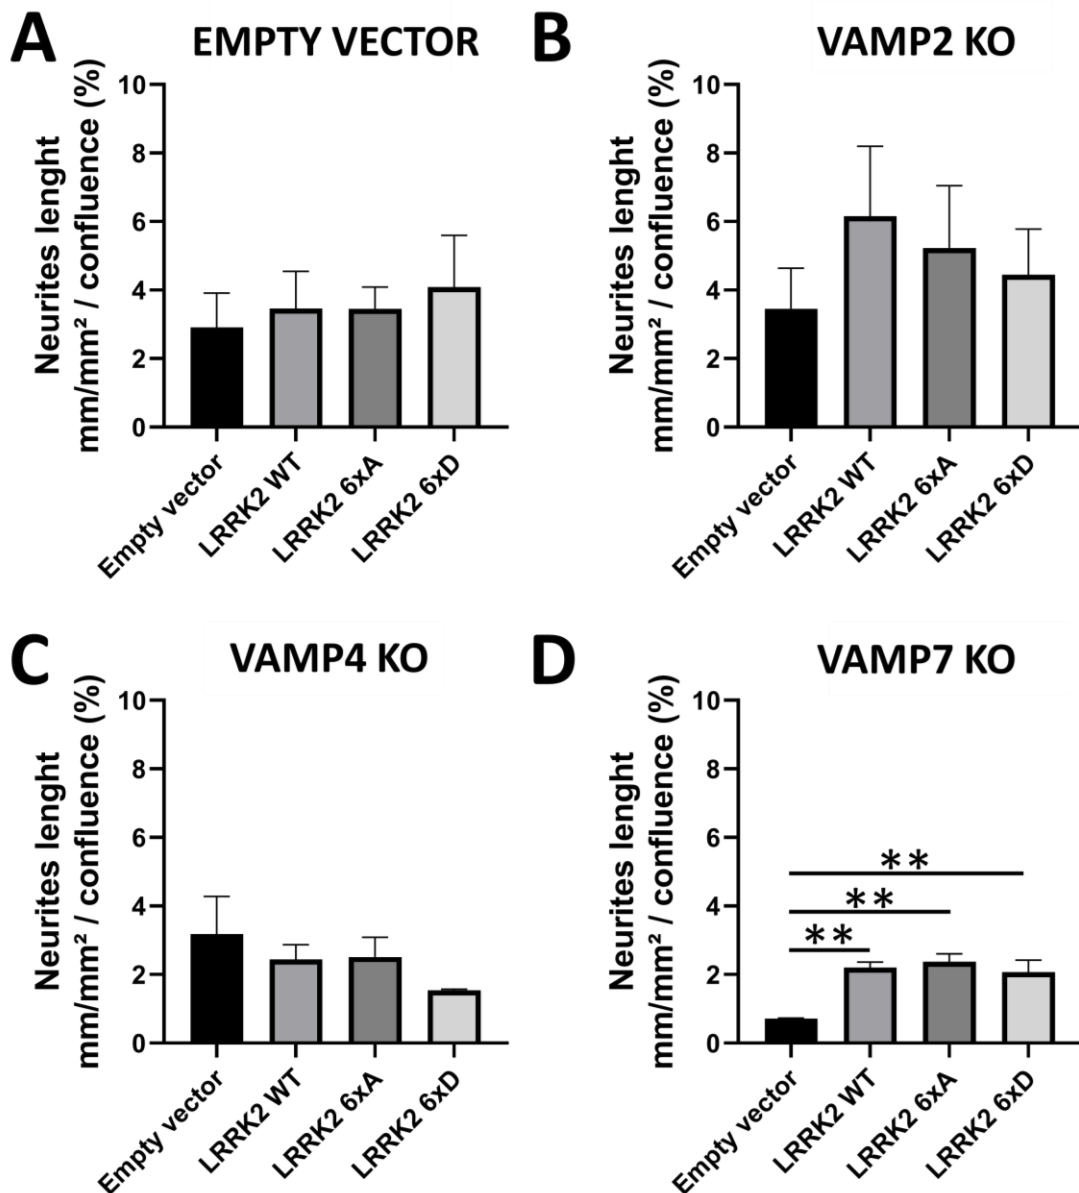 A
EMPTY VECTOR
Neurites lenght
mm/mm² / confluence (%)
10
8
6
4
2
0
Empty vector
LRRK2 WT
LRRK2 6xA
LRRK2 6xD
B
VAMP2 KO
Neurites lenght
mm/mm² / confluence (%)
10
8
6
4
2
0
Empty vector
LRRK2 WT
LRRK2 6xA
LRRK2 6xD
C
VAMP4 KO
Neurites lenght
mm/mm² / confluence (%)
10
8
6
4
2
0
Empty vector
LRRK2 WT
LRRK2 6xA
LRRK2 6xD
D
VAMP7 KO
Neurites lenght
mm/mm² / confluence (%)
10
8
6
4
2
0
**
**
**
Empty vector
LRRK2 WT
LRRK2 6xA
LRRK2 6xD